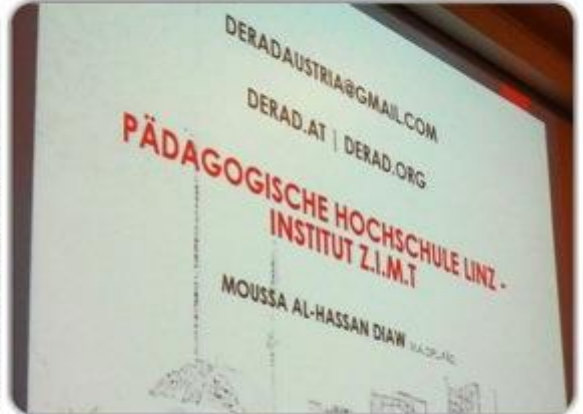 DERADAUSTRIA@GMAIL.COM
DERAD.AT | DERAD.ORG
PÄDAGOGISCHE HOCHSCHULE LINZ -
INSTITUT Z.I.M.T
MOUSSA AL-HASSAN DIAW